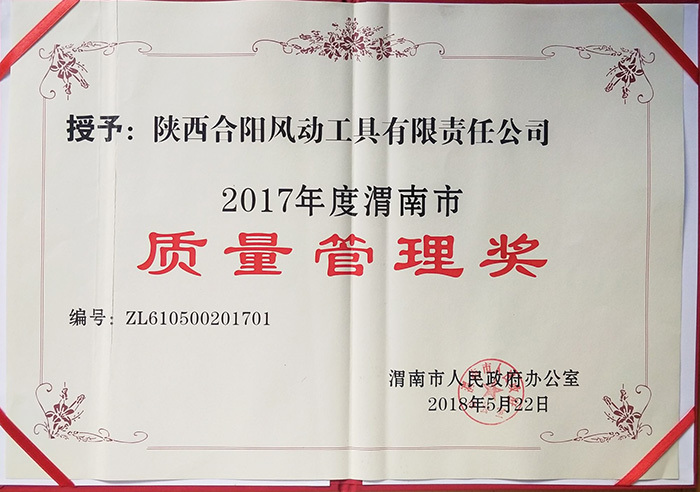 授予：陕西合阳风动工具有限责任公司
2017年度渭南市
质量管理奖
编号：ZL610500201701
渭南市人民政府办公室
2018年5月22日